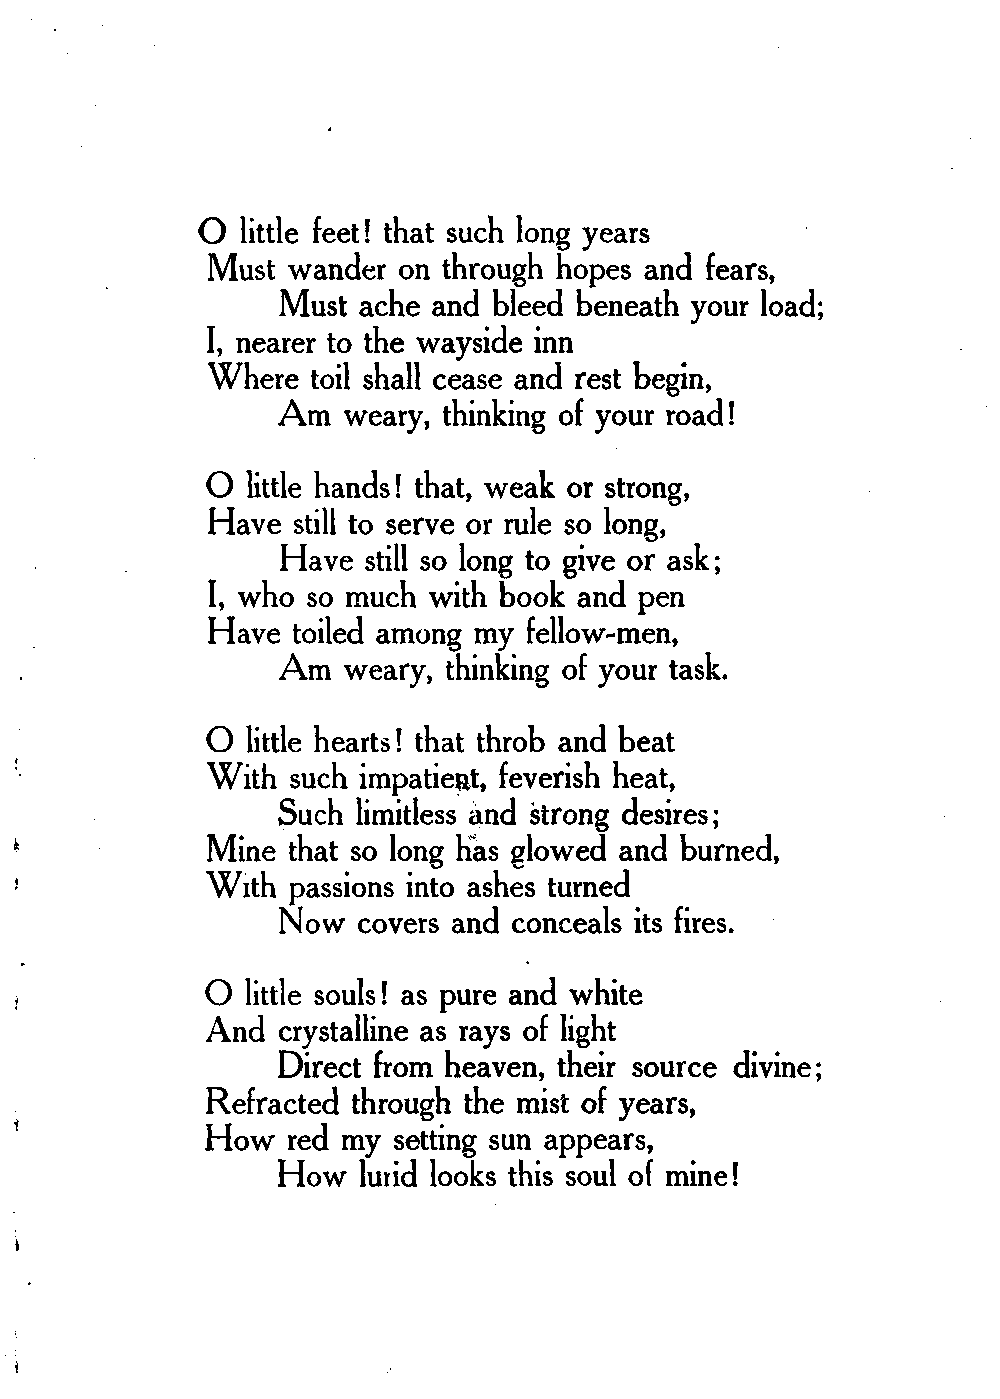 O little feet! that such long years
Must wander on through hopes and fears,
Must ache and bleed beneath your load;
I, nearer to the wayside inn
Where toil shall cease and rest begin,
Am weary, thinking of your road!
O little hands! that, weak or strong,
Have still to serve or rule so long,
Have still so long to give or ask;
I, who so much with book and pen
Have toiled among my fellow-men,
Am weary, thinking of your task.
O little hearts! that throb and beat
With such impatient, feverish heat,
Such limitless and strong desires;
Mine that so long has glowed and burned,
With passions into ashes turned
Now covers and conceals its fires.
O little souls! as pure and white
And crystalline as rays of light
Direct from heaven, their source divine;
Refracted through the mist of years,
How red my setting sun appears,
How lurid looks this soul of mine!